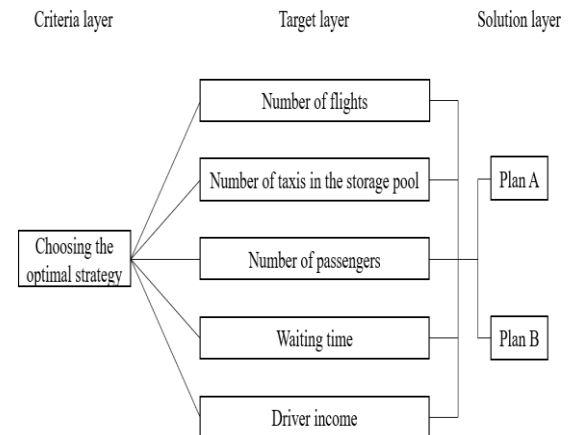 Criteria layer
Target layer
Solution layer
Number of flights
Number of taxis in the storage pool
Plan A
Choosing the
optimal strategy
Number of passengers
Waiting time
Plan B
Driver income